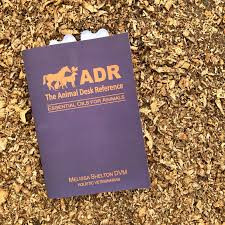 ADR
The Animal Desk Reference
ESSENTIAL OILS FOR ANIMALS
MELISSA SHELTON DVM
HOLISTIC VETERINARIAN